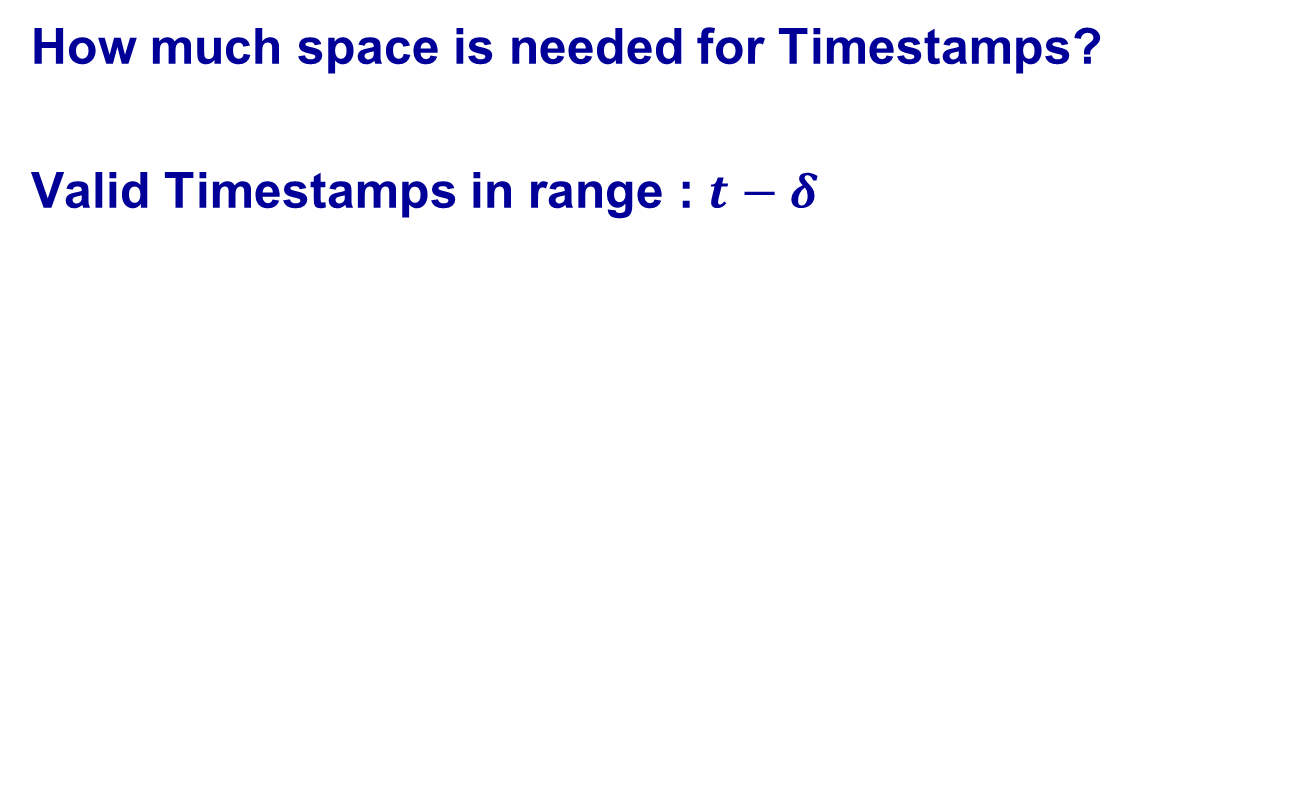 How much space is needed for Timestamps?
Valid Timestamps in range : t − δ